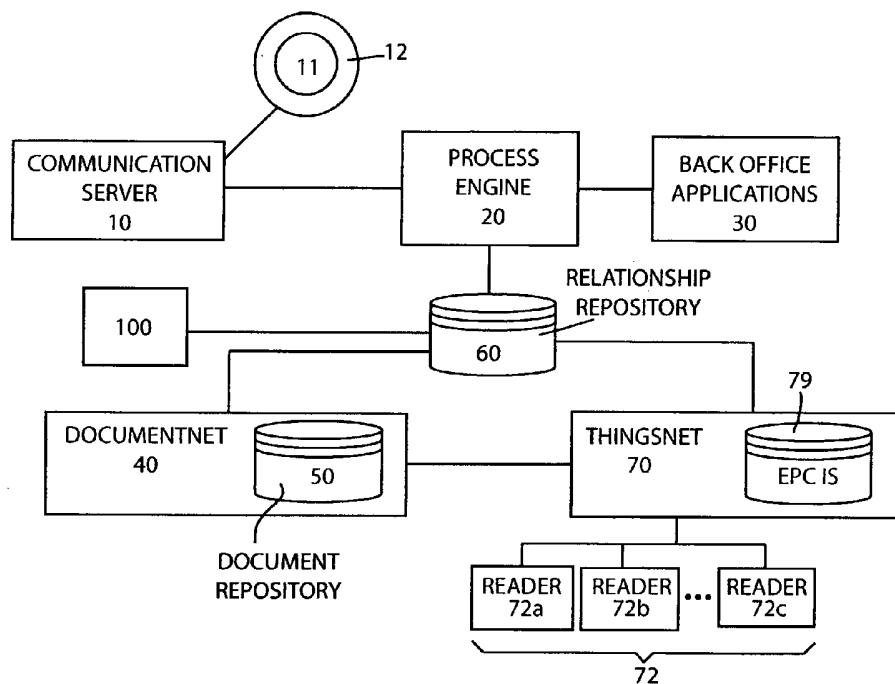 11
12
COMMUNICATION
SERVER
10
PROCESS
ENGINE
20
BACK OFFICE
APPLICATIONS
30
RELATIONSHIP
REPOSITORY
100
60
79
DOCUMENTNET
40
50
THINGSNET
70
EPC IS
DOCUMENT
REPOSITORY
READER
72a
READER
72b
•••
READER
72c
72